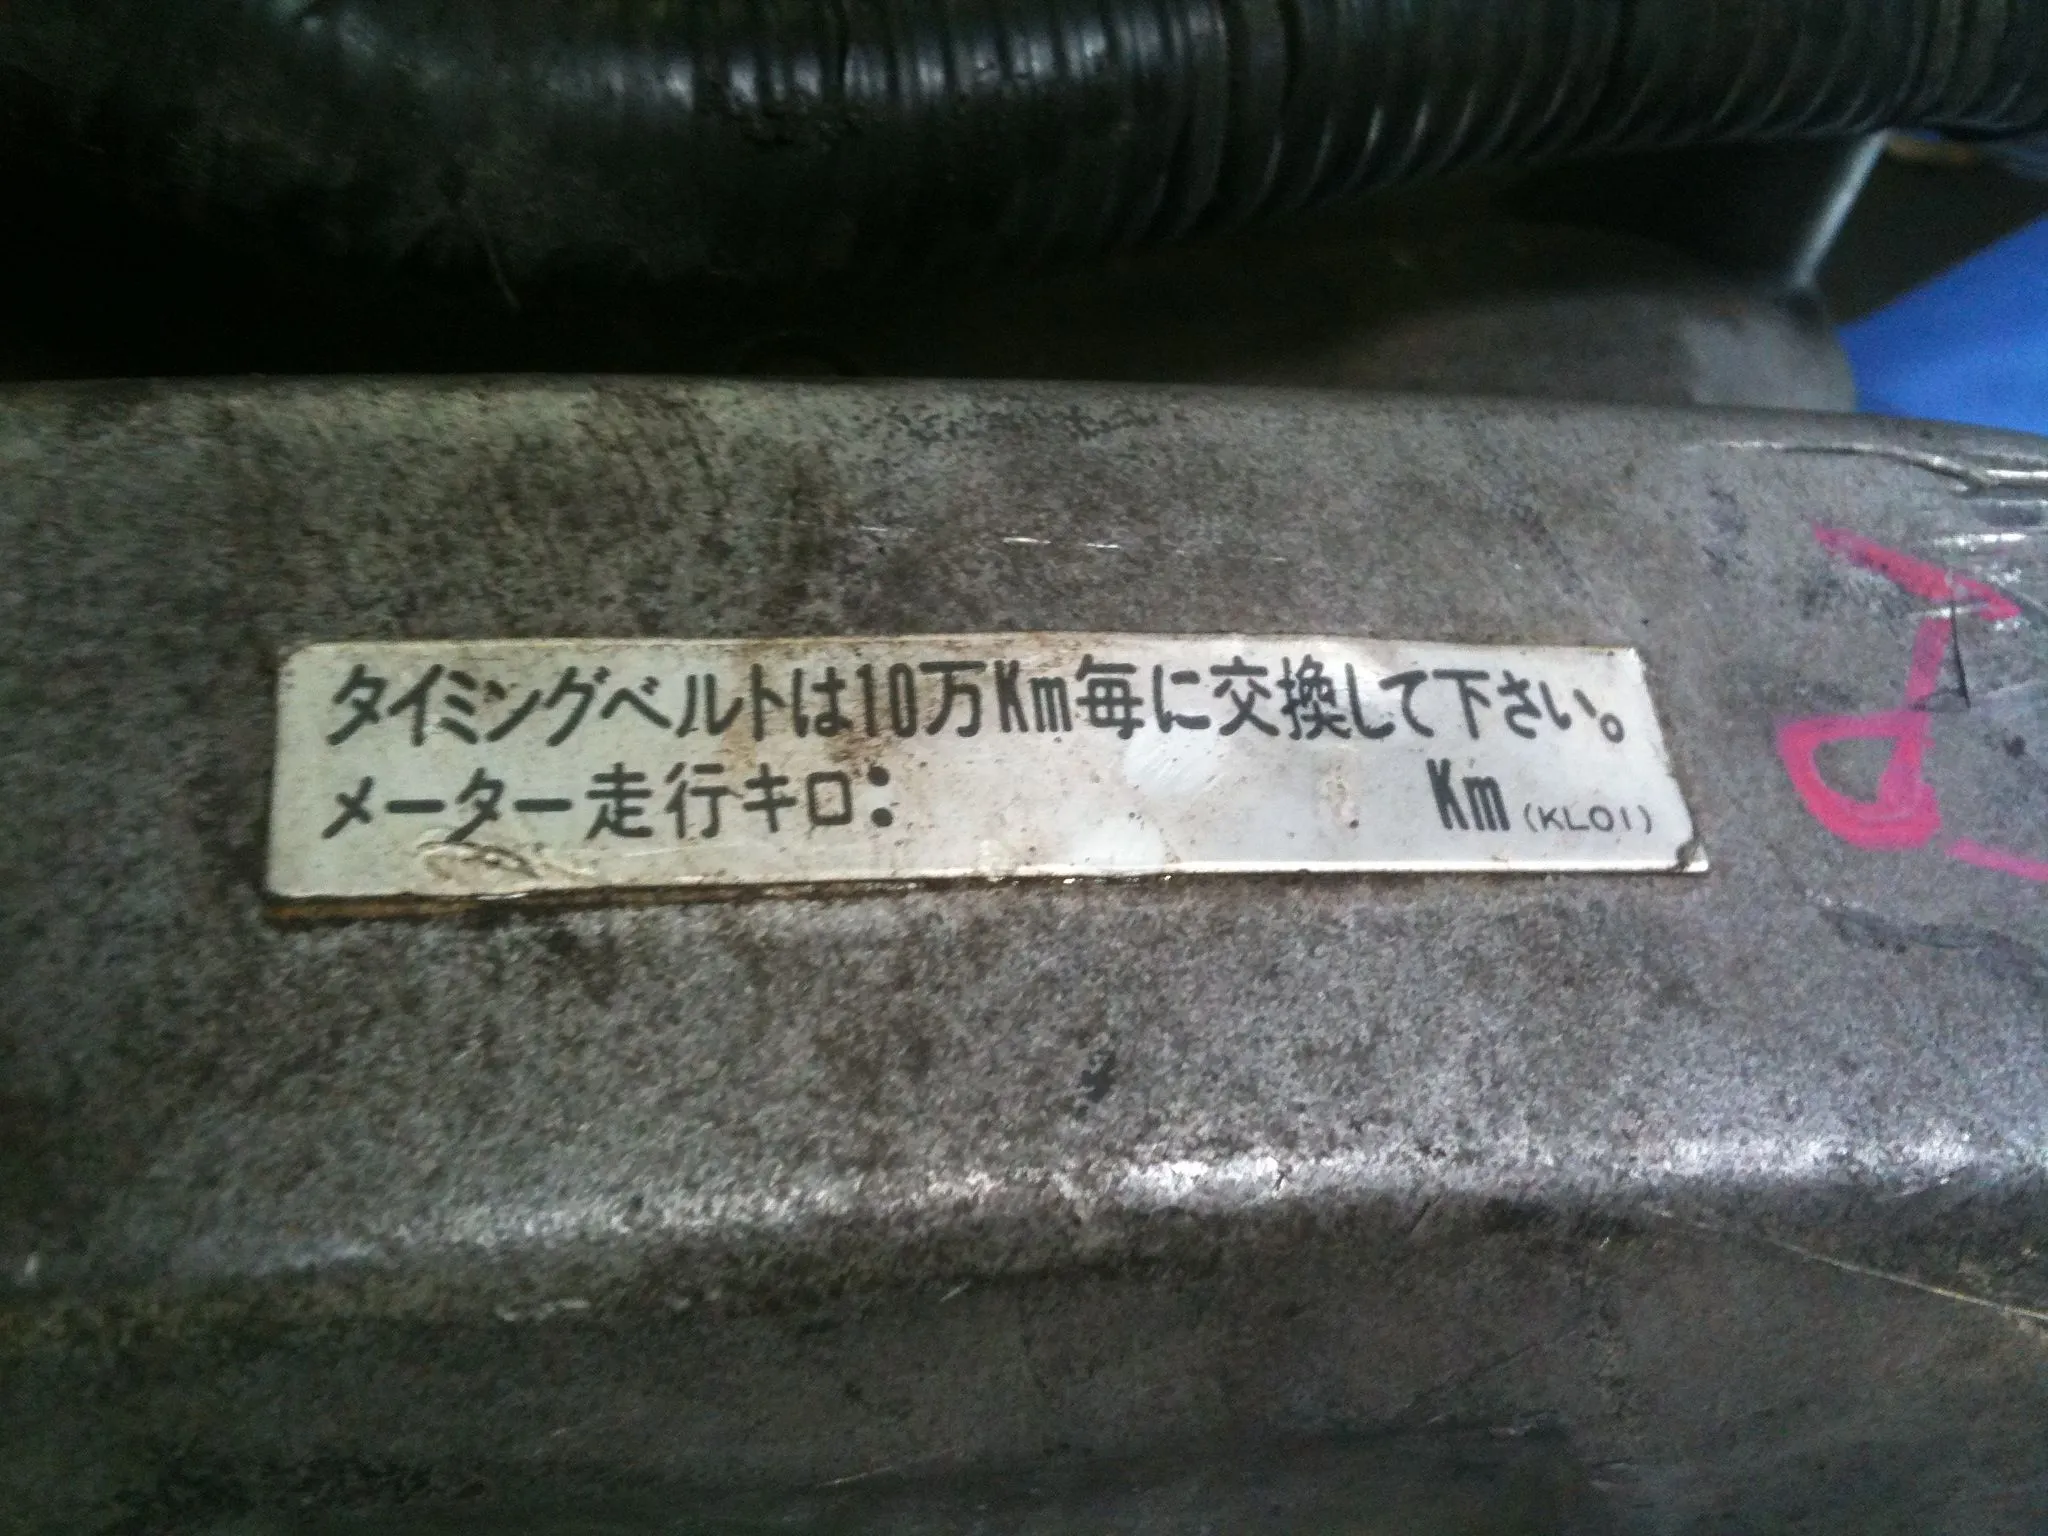 タイミングベルトは10万Km毎に交換して下さい。
メーター走行キロ: Km (KL01)